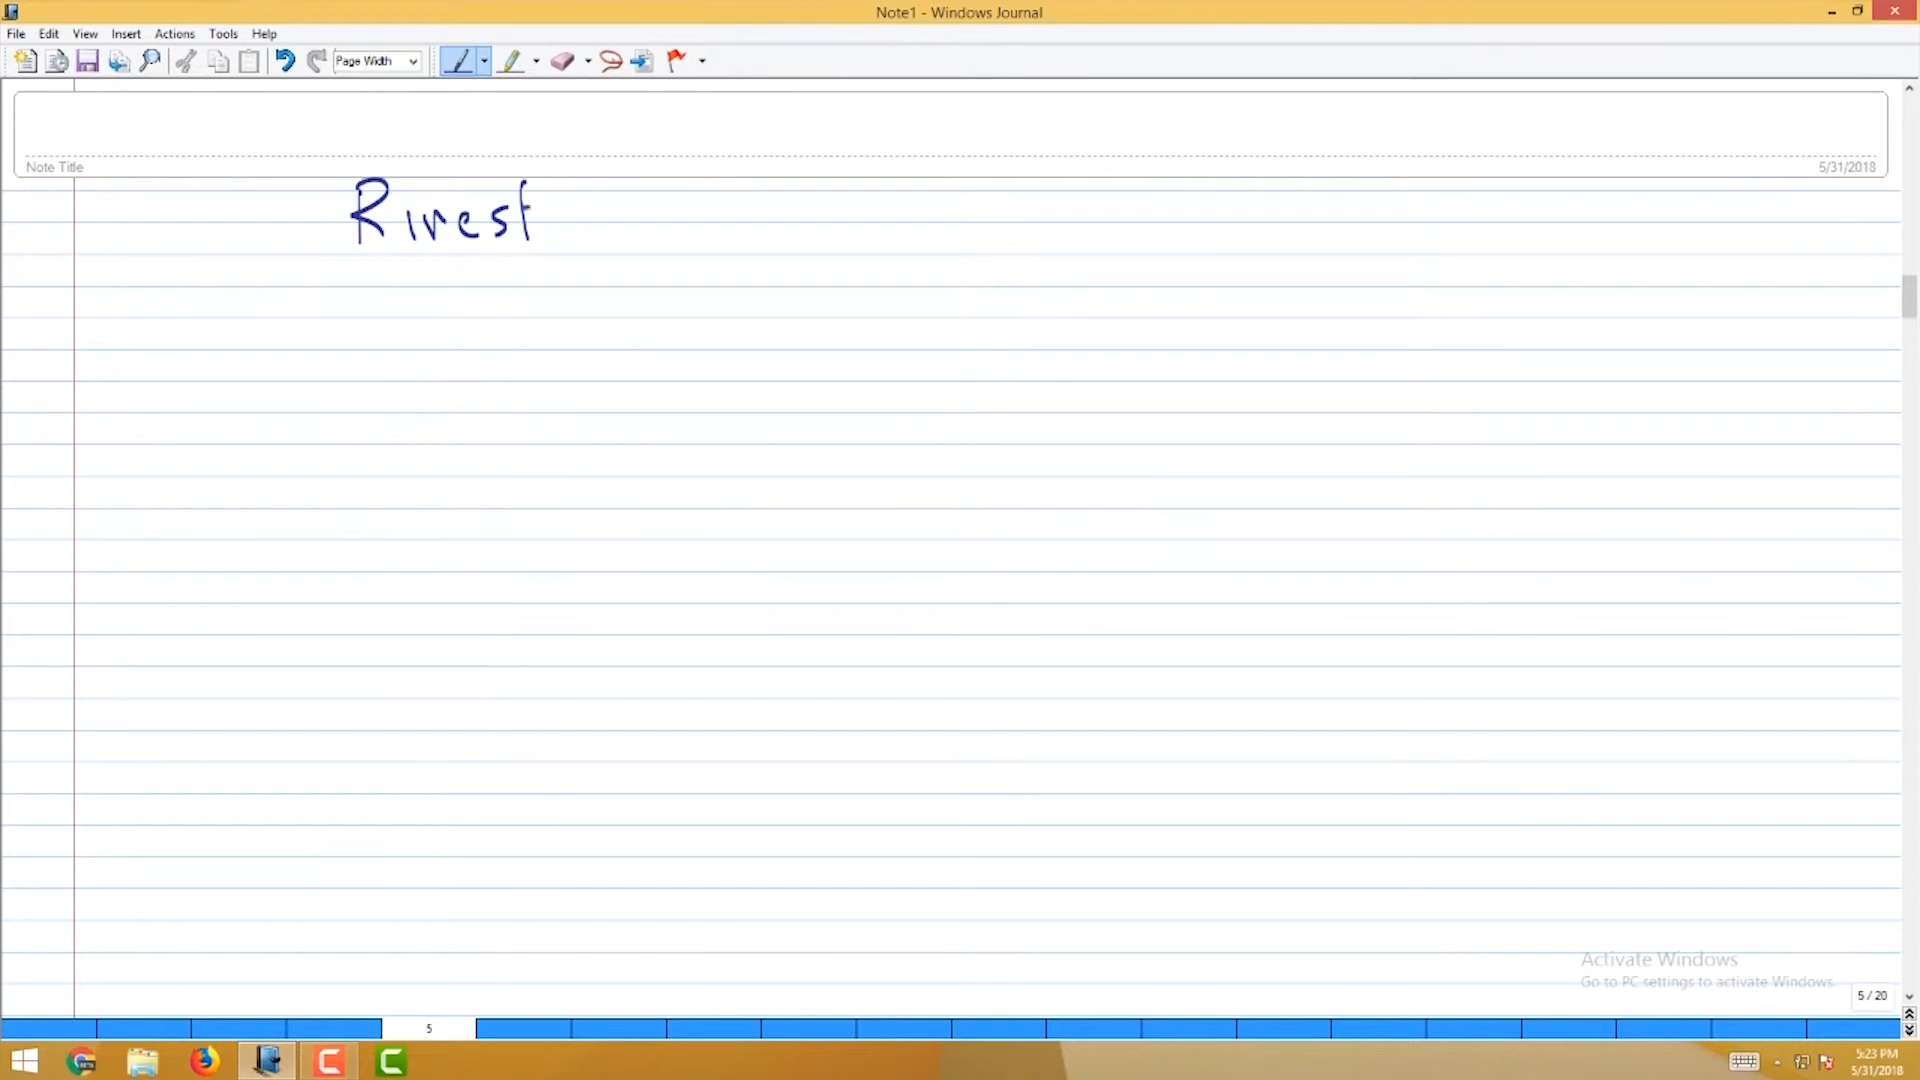 Note1 - Windows Journal
File Edit View Insert Actions Tools Help
Page Width
Note Title 5/31/2018
Rivest
Activate Windows
Go to PC settings to activate Windows.
5 / 20
5
BETA
5:23 PM
5/31/2018